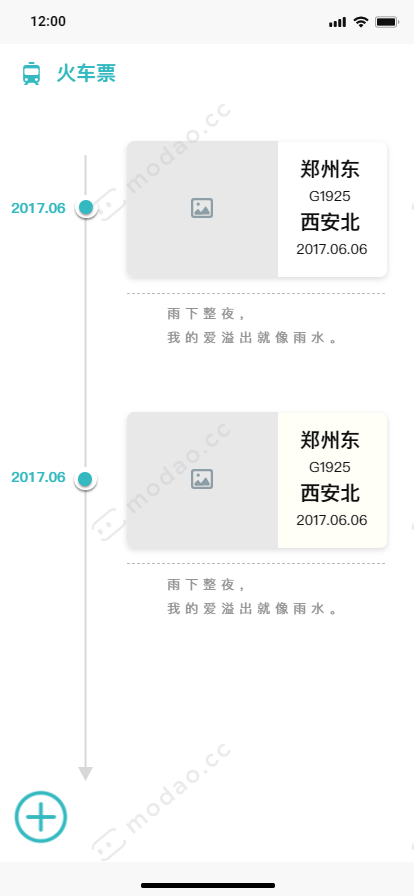 12:00
火车票
2017.06
郑州东
G1925
西安北
2017.06.06
雨下整夜，
我的爱溢出就像雨水。
2017.06
郑州东
G1925
西安北
2017.06.06
雨下整夜，
我的爱溢出就像雨水。
modao.cc
modao.cc
modao.cc